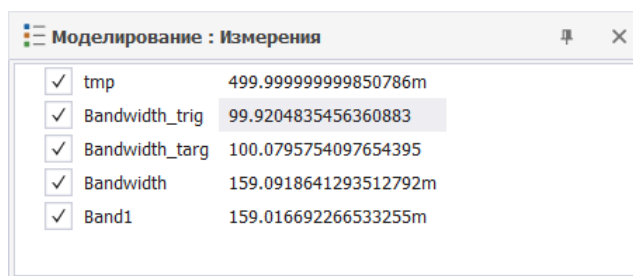 Моделирование : Измерения
tmp 499.999999999850786m
Bandwidth_trig 99.9204835456360883
Bandwidth_targ 100.0795754097654395
Bandwidth 159.0918641293512792m
Band1 159.016692266533255m